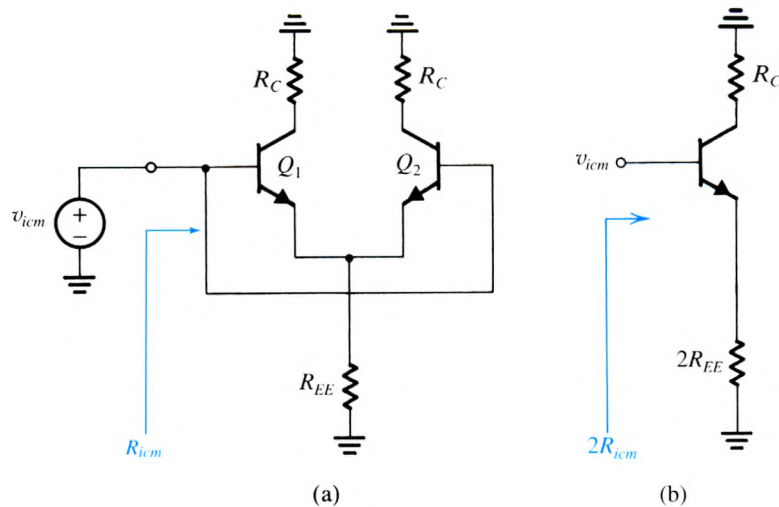 R_C
R_C
R_C
Q_1
Q_2
v_icm
v_icm
+
−
R_EE
2R_EE
R_icm
2R_icm
(a)
(b)